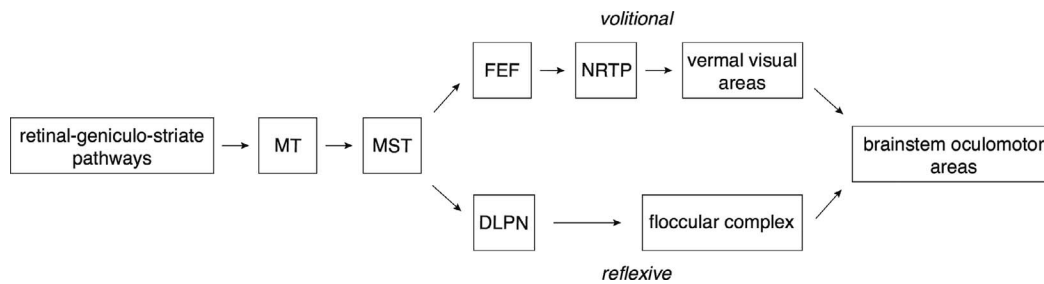 volitional
FEF
NRTP
vermal visual
areas
retinal-geniculo-striate
pathways
MT
MST
brainstem oculomotor
areas
DLPN
floccular complex
reflexive